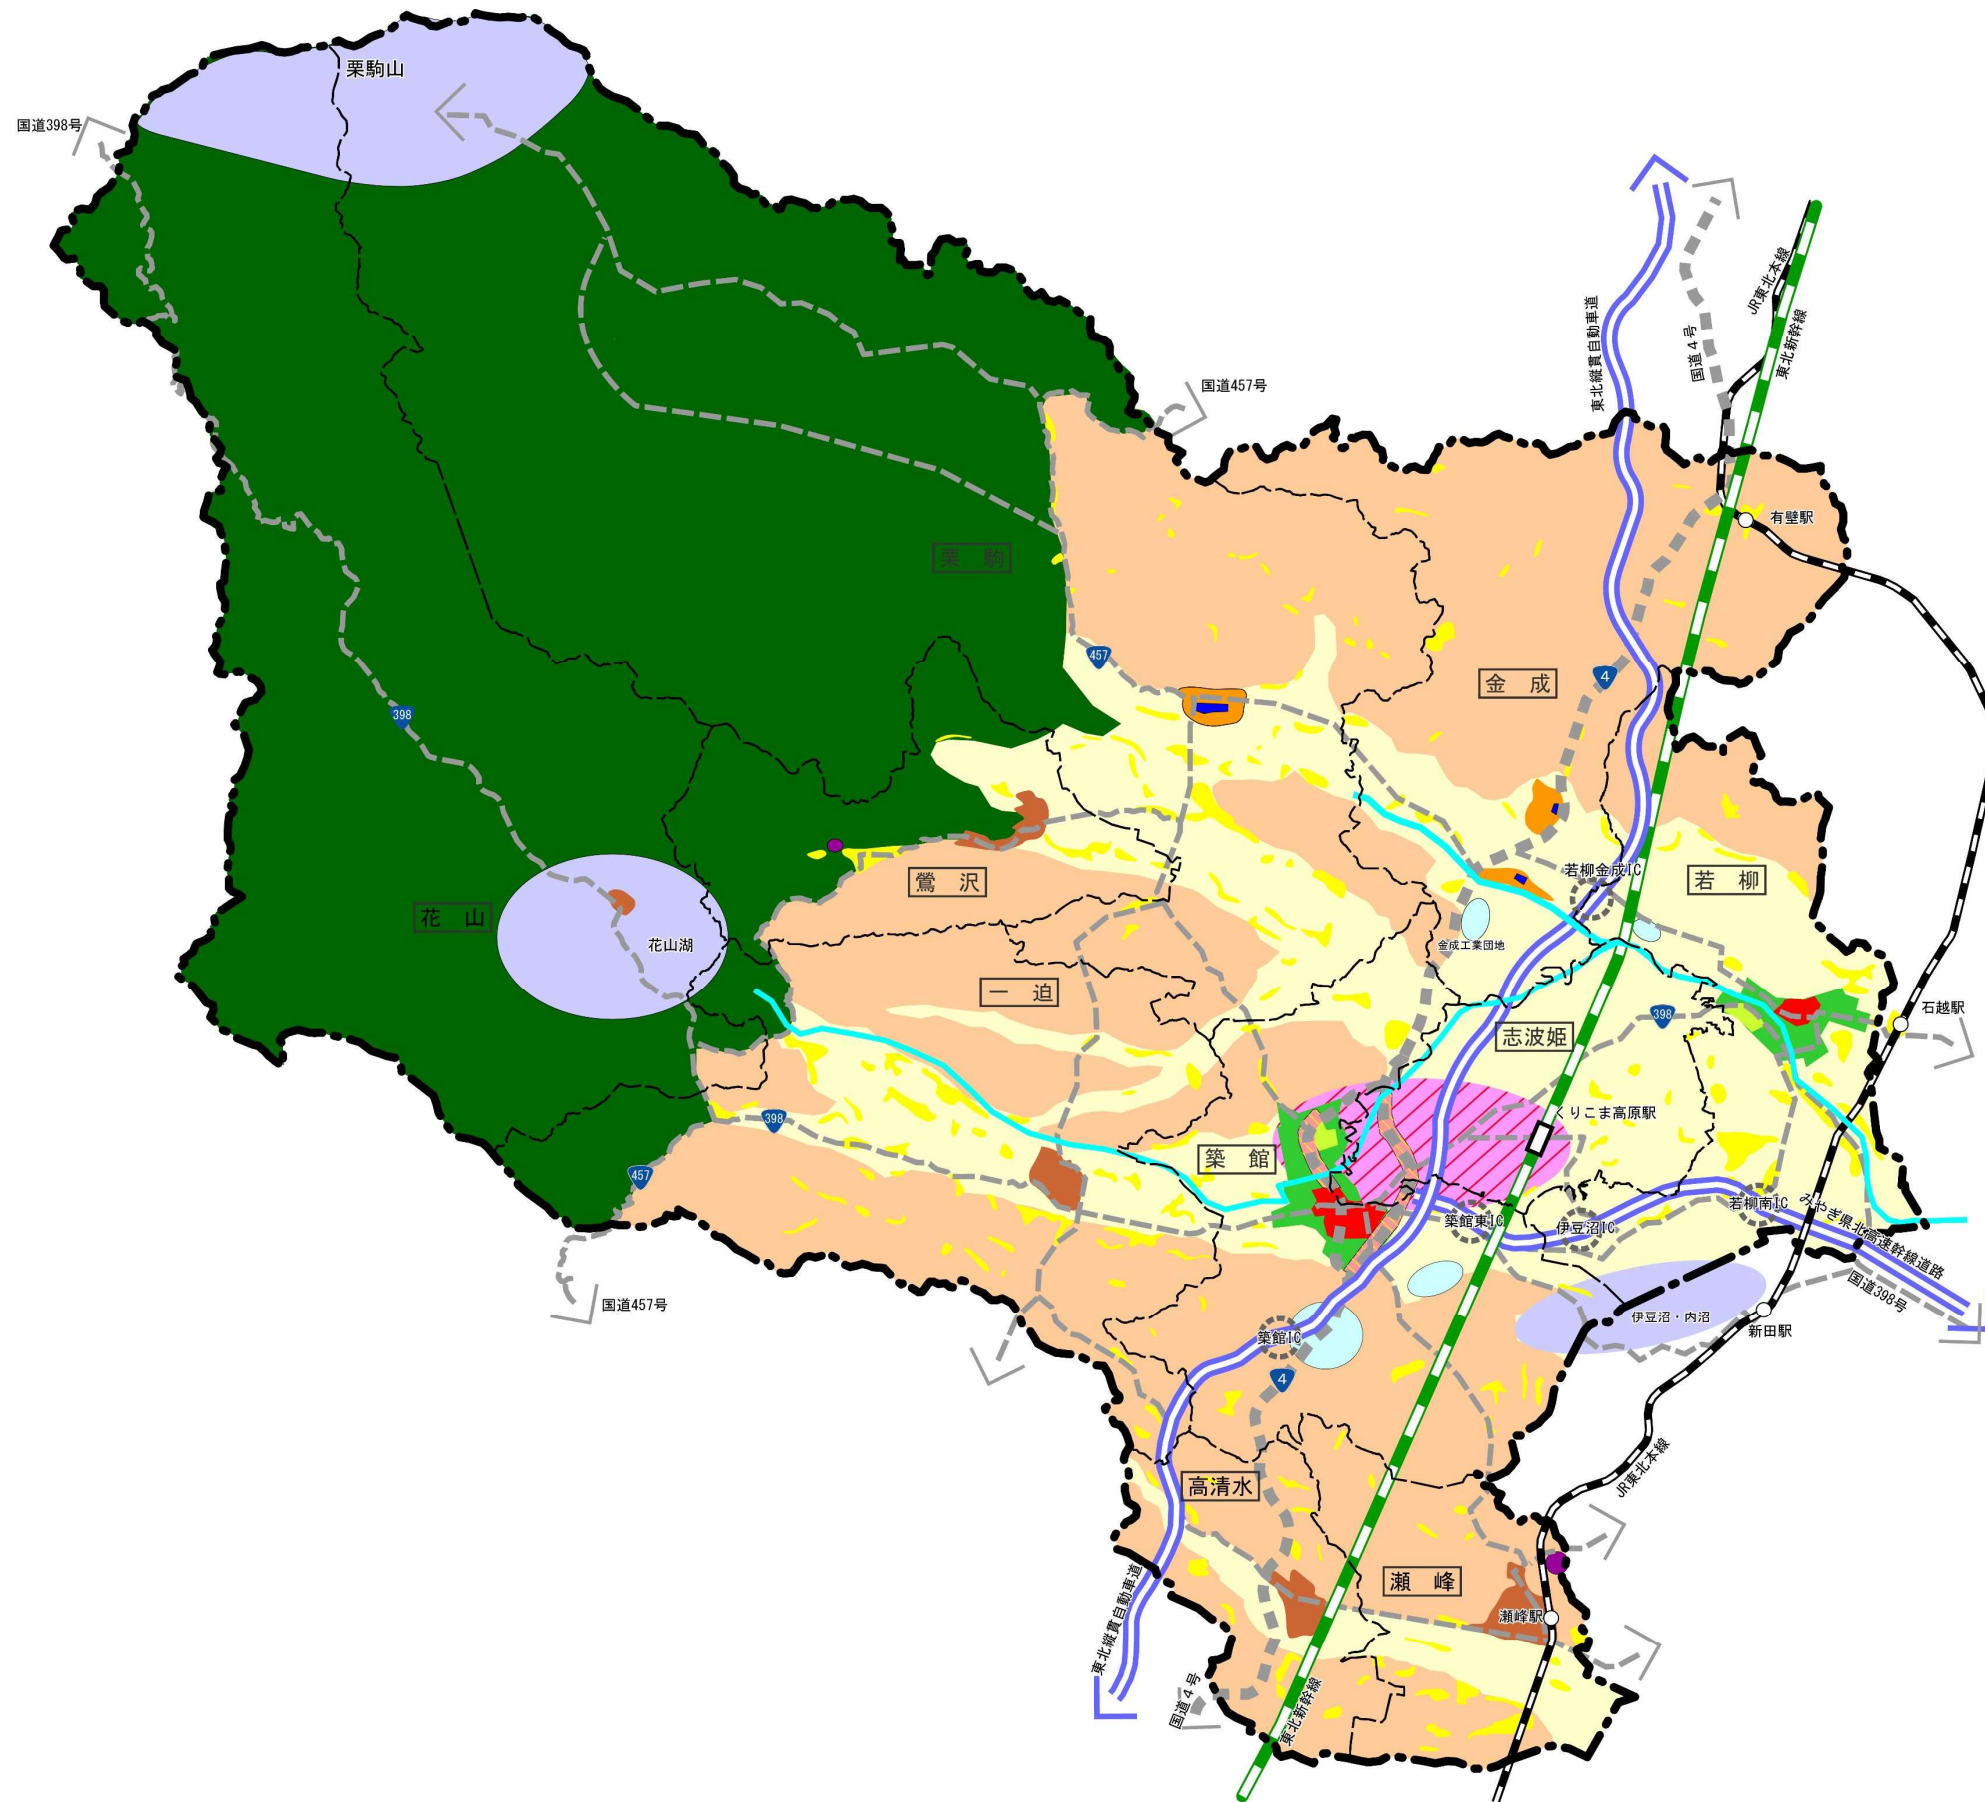 栗駒山
国道398号
JR東北本線
東北縦貫自動車道
国道４号
東北新幹線
国道457号
有壁駅
栗　駒
457
金　成
4
398
若柳金成IC
鶯　沢
若　柳
花　山
花山湖
金成工業団地
一　迫
石越駅
398
志波姫
くりこま高原駅
398
築　館
457
若柳南IC
築館東IC
伊豆沼IC
みやぎ県北高速幹線道路
国道398号
国道457号
伊豆沼・内沼
新田駅
築館IC
4
高清水
JR東北本線
瀬　峰
瀬峰駅
東北縦貫自動車道
国道４号
東北新幹線